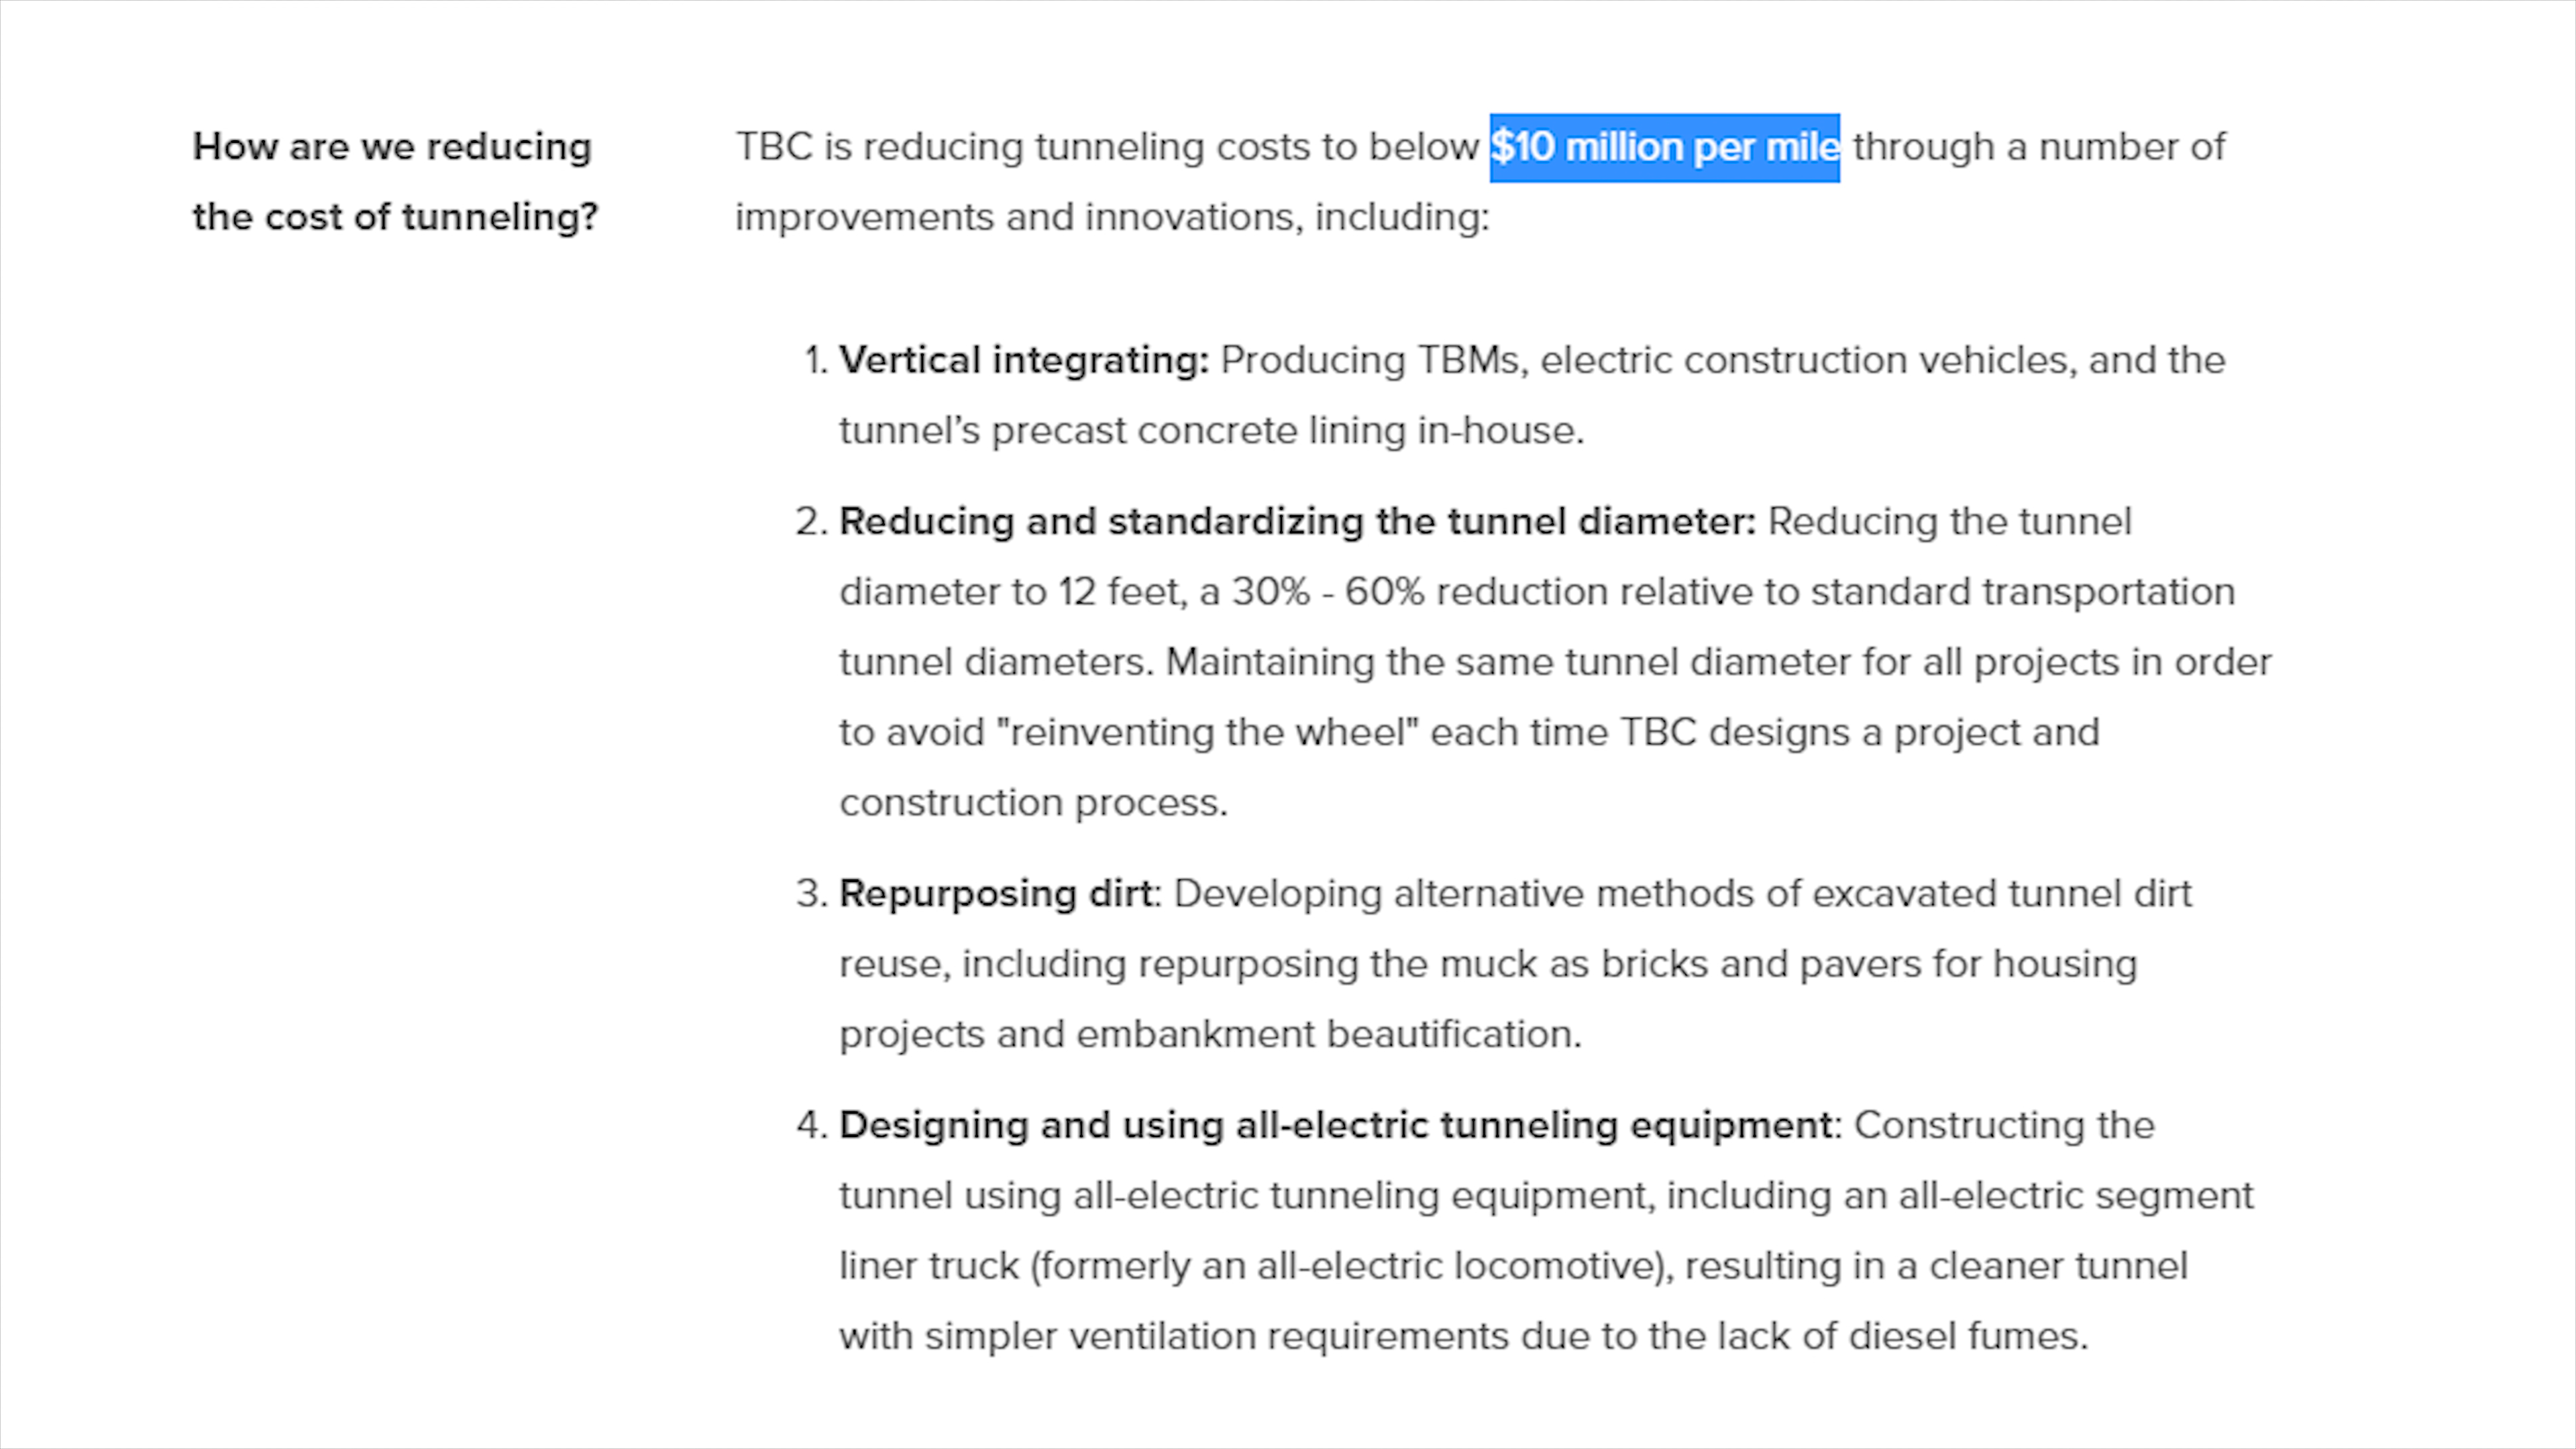 How are we reducing
the cost of tunneling?
TBC is reducing tunneling costs to below $10 million per mile through a number of
improvements and innovations, including:
1. Vertical integrating: Producing TBMs, electric construction vehicles, and the
tunnel’s precast concrete lining in-house.
2. Reducing and standardizing the tunnel diameter: Reducing the tunnel
diameter to 12 feet, a 30% - 60% reduction relative to standard transportation
tunnel diameters. Maintaining the same tunnel diameter for all projects in order
to avoid "reinventing the wheel" each time TBC designs a project and
construction process.
3. Repurposing dirt: Developing alternative methods of excavated tunnel dirt
reuse, including repurposing the muck as bricks and pavers for housing
projects and embankment beautification.
4. Designing and using all-electric tunneling equipment: Constructing the
tunnel using all-electric tunneling equipment, including an all-electric segment
liner truck (formerly an all-electric locomotive), resulting in a cleaner tunnel
with simpler ventilation requirements due to the lack of diesel fumes.